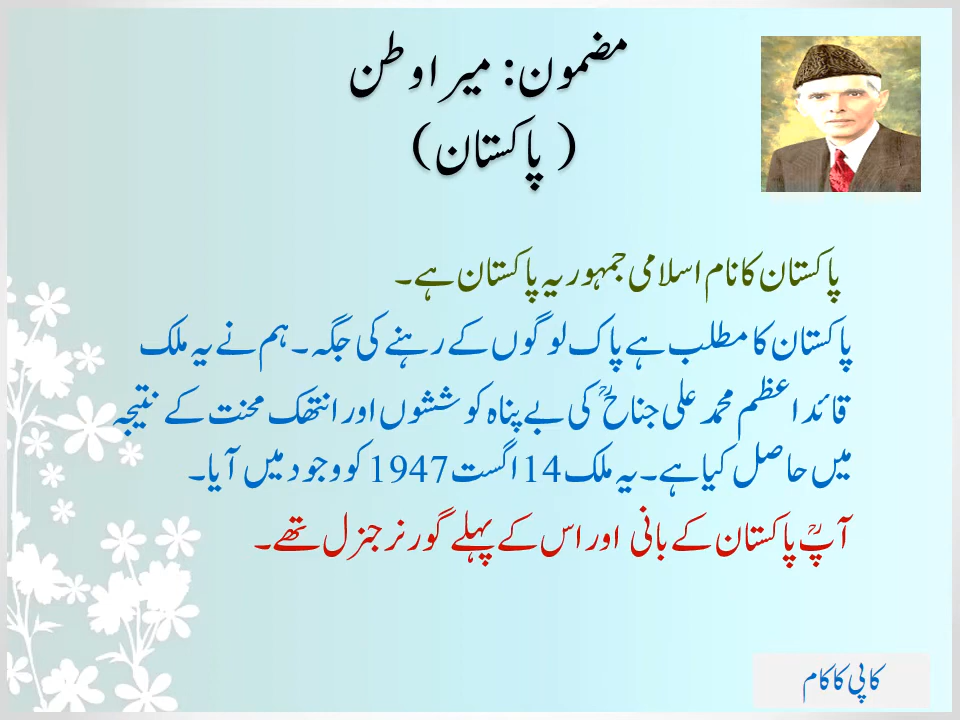 مضمون: میرا وطن
( پاکستان)
پاکستان کا نام اسلامی جمہوریہ پاکستان ہے۔
پاکستان کا مطلب ہے پاک لوگوں کے رہنے کی جگہ۔ ہم نے یہ ملک
قائد اعظم محمد علی جناحؒ کی بے پناہ کوششوں اور انتھک محنت کے نتیجہ
میں حاصل کیا ہے۔ یہ ملک 14 اگست 1947 کو وجود میں آیا۔
آپؒ پاکستان کے بانی اور اس کے پہلے گورنر جنرل تھے۔
کاپی کا کام